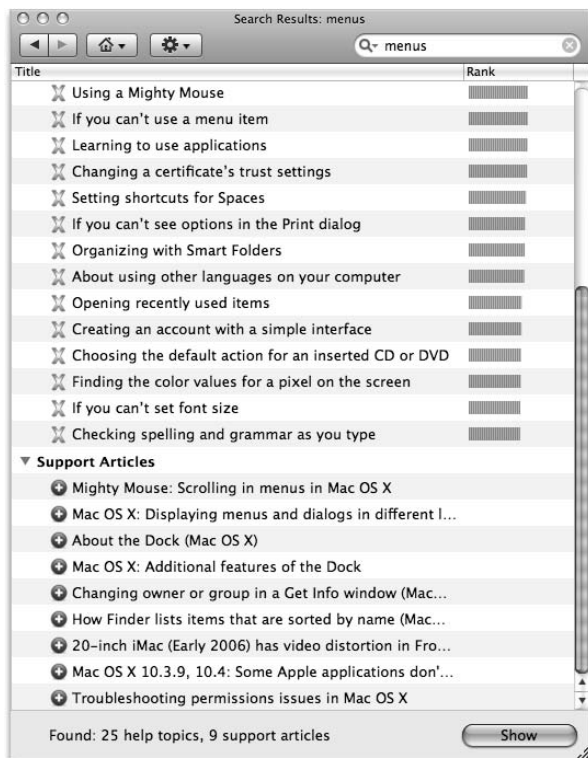 Search Results: menus
menus
Title Rank
Using a Mighty Mouse
If you can't use a menu item
Learning to use applications
Changing a certificate's trust settings
Setting shortcuts for Spaces
If you can't see options in the Print dialog
Organizing with Smart Folders
About using other languages on your computer
Opening recently used items
Creating an account with a simple interface
Choosing the default action for an inserted CD or DVD
Finding the color values for a pixel on the screen
If you can't set font size
Checking spelling and grammar as you type
Support Articles
Mighty Mouse: Scrolling in menus in Mac OS X
Mac OS X: Displaying menus and dialogs in different l...
About the Dock (Mac OS X)
Mac OS X: Additional features of the Dock
Changing owner or group in a Get Info window (Mac...
How Finder lists items that are sorted by name (Mac...
20-inch iMac (Early 2006) has video distortion in Fro...
Mac OS X 10.3.9, 10.4: Some Apple applications don'...
Troubleshooting permissions issues in Mac OS X
Found: 25 help topics, 9 support articles Show